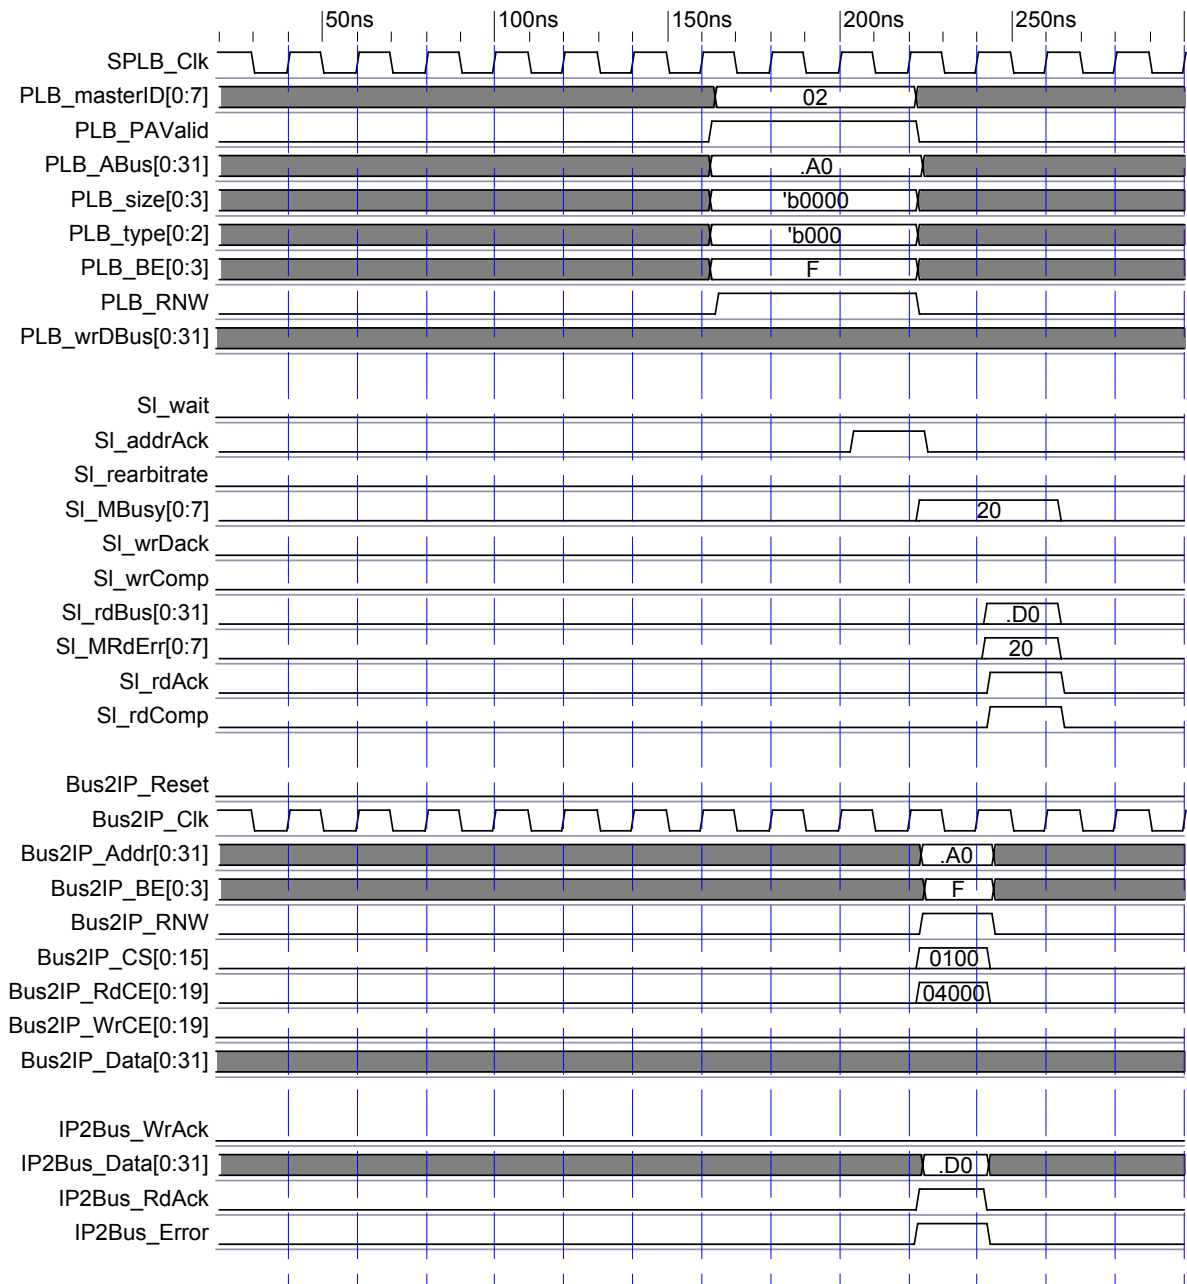 50ns 100ns 150ns 200ns 250ns
SPLB_Clk
PLB_masterID[0:7] 02
PLB_PAValid
PLB_ABus[0:31] .A0
PLB_size[0:3] 'b0000
PLB_type[0:2] 'b000
PLB_BE[0:3] F
PLB_RNW
PLB_wrDBus[0:31]
Sl_wait
Sl_addrAck
Sl_rearbitrate
Sl_MBusy[0:7] 20
Sl_wrDack
Sl_wrComp
Sl_rdBus[0:31] .D0
Sl_MRdErr[0:7] 20
Sl_rdAck
Sl_rdComp
Bus2IP_Reset
Bus2IP_Clk
Bus2IP_Addr[0:31] .A0
Bus2IP_BE[0:3] F
Bus2IP_RNW
Bus2IP_CS[0:15] 0100
Bus2IP_RdCE[0:19] 04000
Bus2IP_WrCE[0:19]
Bus2IP_Data[0:31]
IP2Bus_WrAck
IP2Bus_Data[0:31] .D0
IP2Bus_RdAck
IP2Bus_Error